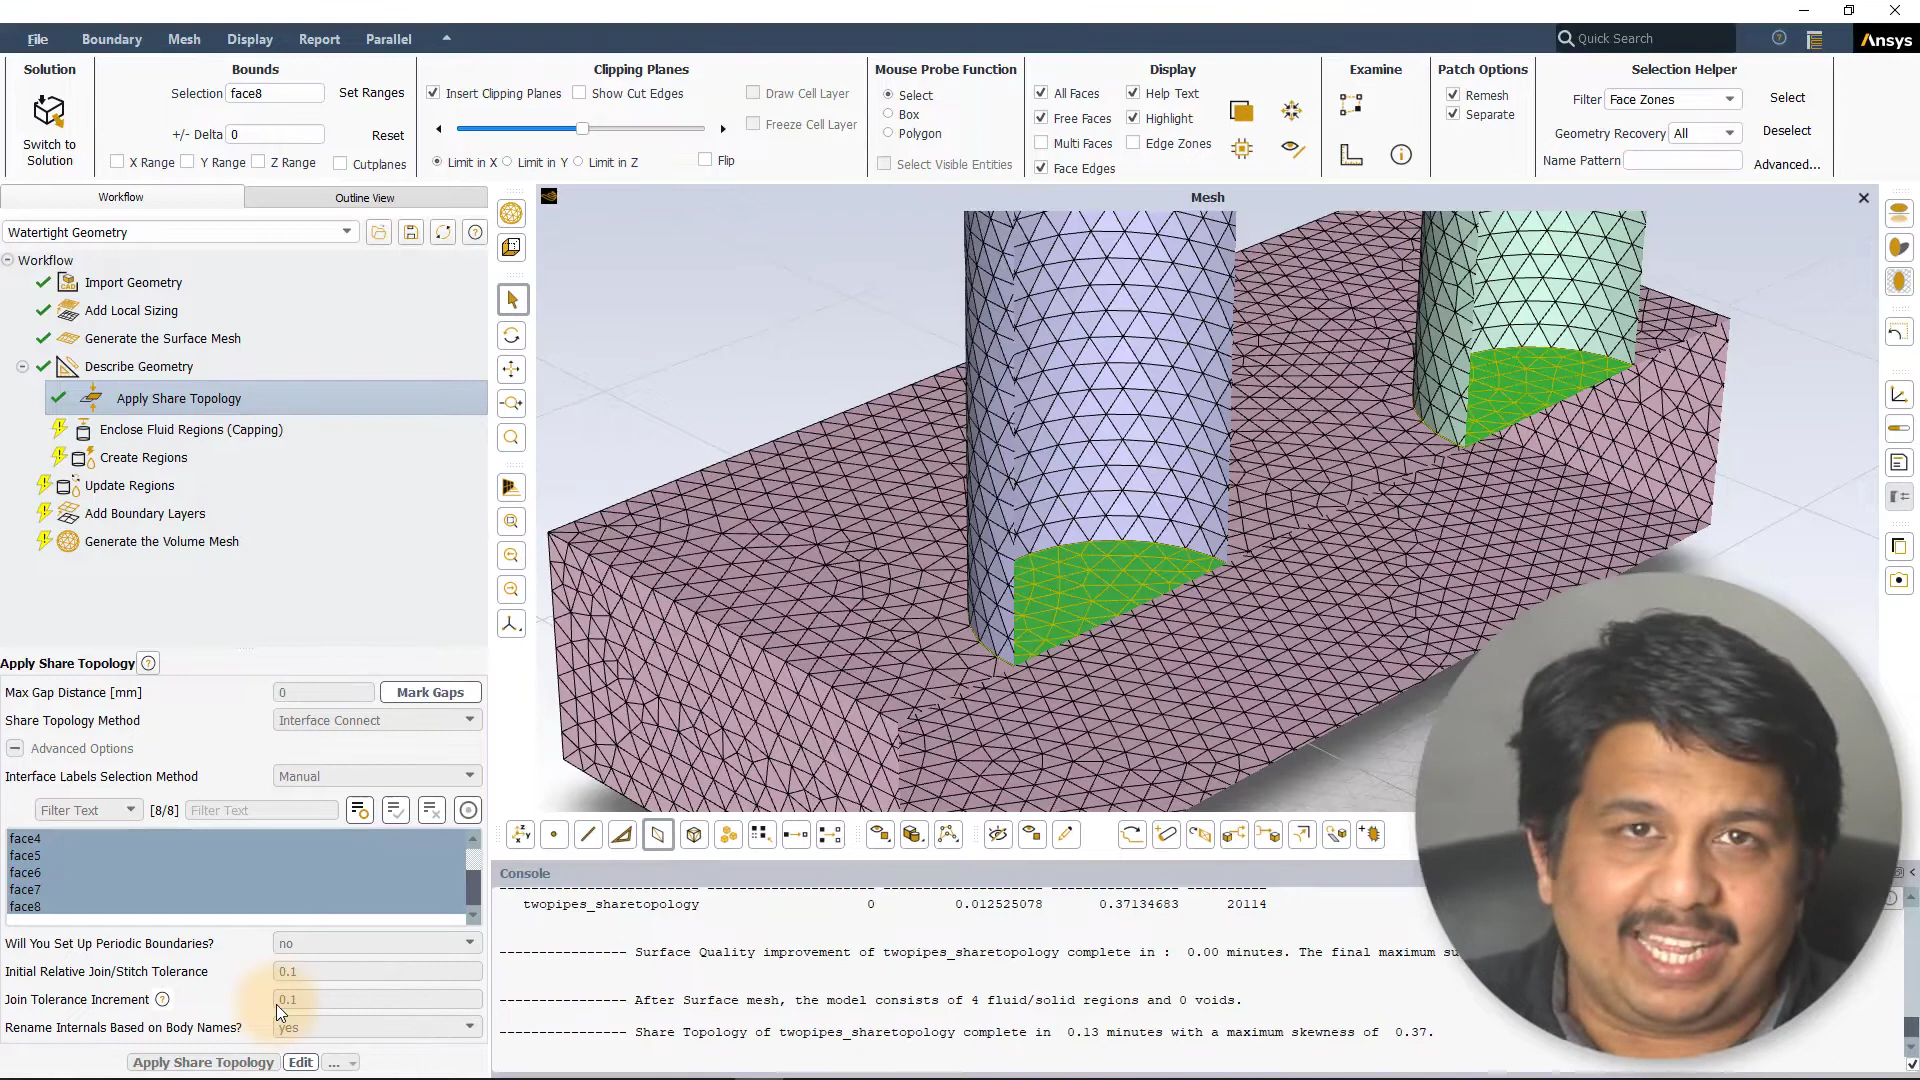 File Boundary Mesh Display Report Parallel
Quick Search
Ansys
Solution
Switch to
Solution
Bounds
Selection face8 Set Ranges
+/- Delta 0 Reset
X Range Y Range Z Range Cutplanes
Clipping Planes
Insert Clipping Planes Show Cut Edges Draw Cell Layer
Freeze Cell Layer
Limit in X Limit in Y Limit in Z Flip
Mouse Probe Function
Select
Box
Polygon
Select Visible Entities
Display
All Faces Help Text
Free Faces Highlight
Multi Faces Edge Zones
Face Edges
Examine
Patch Options
Remesh
Separate
Selection Helper
Filter Face Zones Select
Geometry Recovery All Deselect
Name Pattern Advanced...
Workflow Outline View
Watertight Geometry
Workflow
Import Geometry
Add Local Sizing
Generate the Surface Mesh
Describe Geometry
Apply Share Topology
Enclose Fluid Regions (Capping)
Create Regions
Update Regions
Add Boundary Layers
Generate the Volume Mesh
Mesh
Apply Share Topology
Max Gap Distance [mm] 0 Mark Gaps
Share Topology Method Interface Connect
Advanced Options
Interface Labels Selection Method Manual
Filter Text [8/8] Filter Text
face4
face5
face6
face7
face8
Will You Set Up Periodic Boundaries? no
Initial Relative Join/Stitch Tolerance 0.1
Join Tolerance Increment 0.1
Rename Internals Based on Body Names? yes
Apply Share Topology Edit ...
Console
twopipes_sharetopology 0 0.012525078 0.37134683 20114
---------------- Surface Quality improvement of twopipes_sharetopology complete in : 0.00 minutes. The final maximum su
---------------- After Surface mesh, the model consists of 4 fluid/solid regions and 0 voids.
---------------- Share Topology of twopipes_sharetopology complete in 0.13 minutes with a maximum skewness of 0.37.